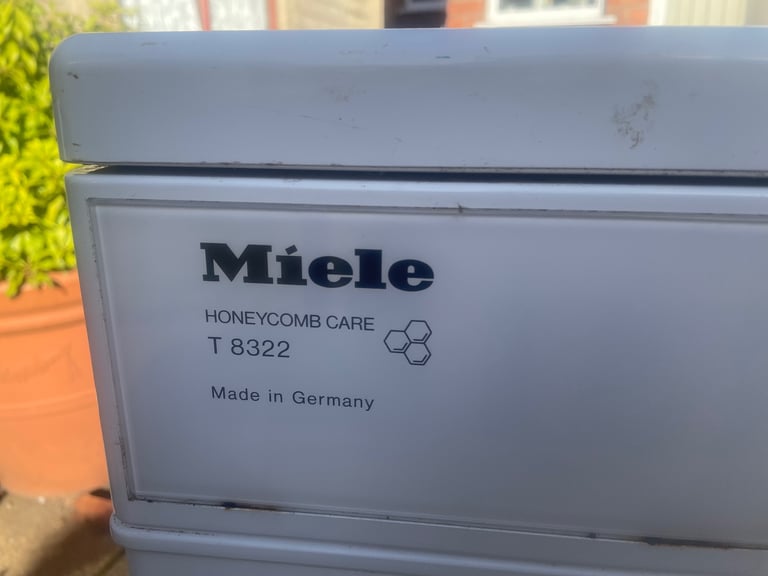 Miele
HONEYCOMB CARE
T 8322
Made in Germany